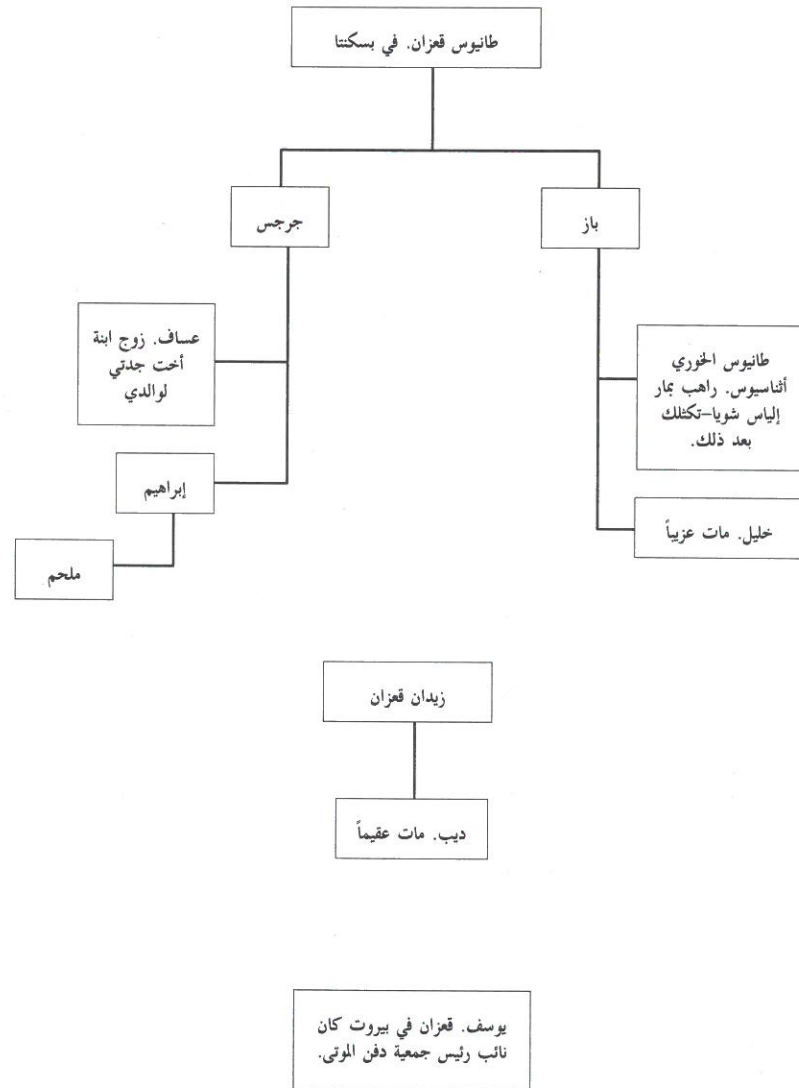 طانيوس قعزان. في بسكنتا
باز
جرجس
عساف. زوج ابنة
أخت جدتي
لوالدي
طانيوس الخوري
أثناسيوس. راهب بمار
إلياس شويا–تكثلك
بعد ذلك.
إبراهيم
خليل. مات عزيباً
ملحم
زيدان قعزان
ديب. مات عقيماً
يوسف. قعزان في بيروت كان
نائب رئيس جمعية دفن الموتى.